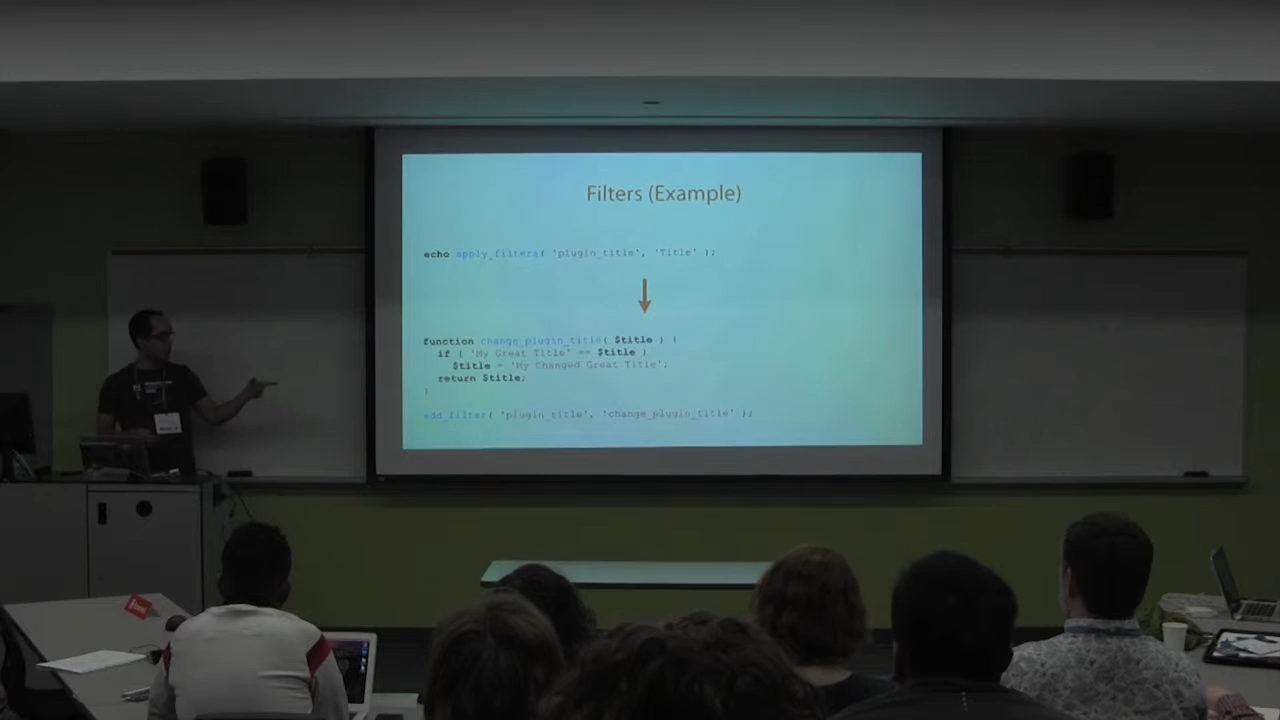 Filters (Example)
echo apply_filters( 'plugin_title', 'Title' );
function change_plugin_title( $title ) {
if ( 'My Great Title' == $title )
$title = 'My Changed Great Title';
return $title;
}
add_filter( 'plugin_title', 'change_plugin_title' );